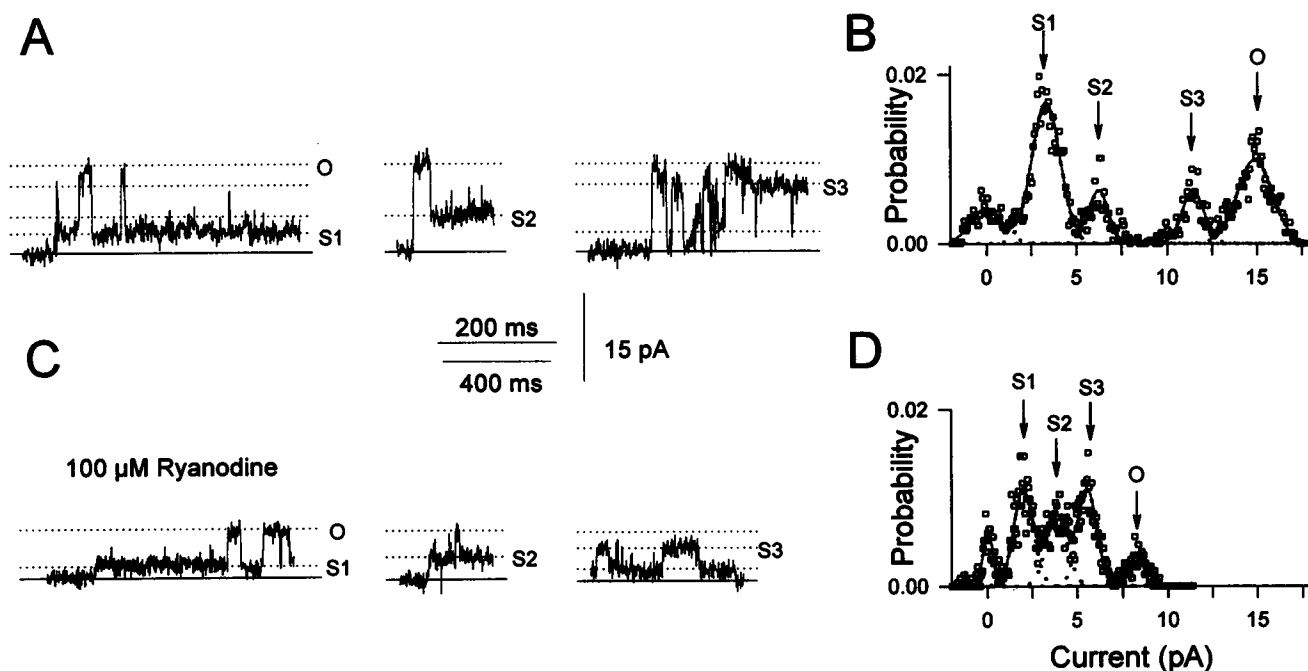 A
O
S1
S2
S3
B
Probability
0.02
0.00
S1
S2
S3
O
0
5
10
15
200 ms
400 ms
15 pA
C
100 µM Ryanodine
O
S1
S2
S3
D
Probability
0.02
0.00
S1
S2
S3
O
0
5
10
15
Current (pA)